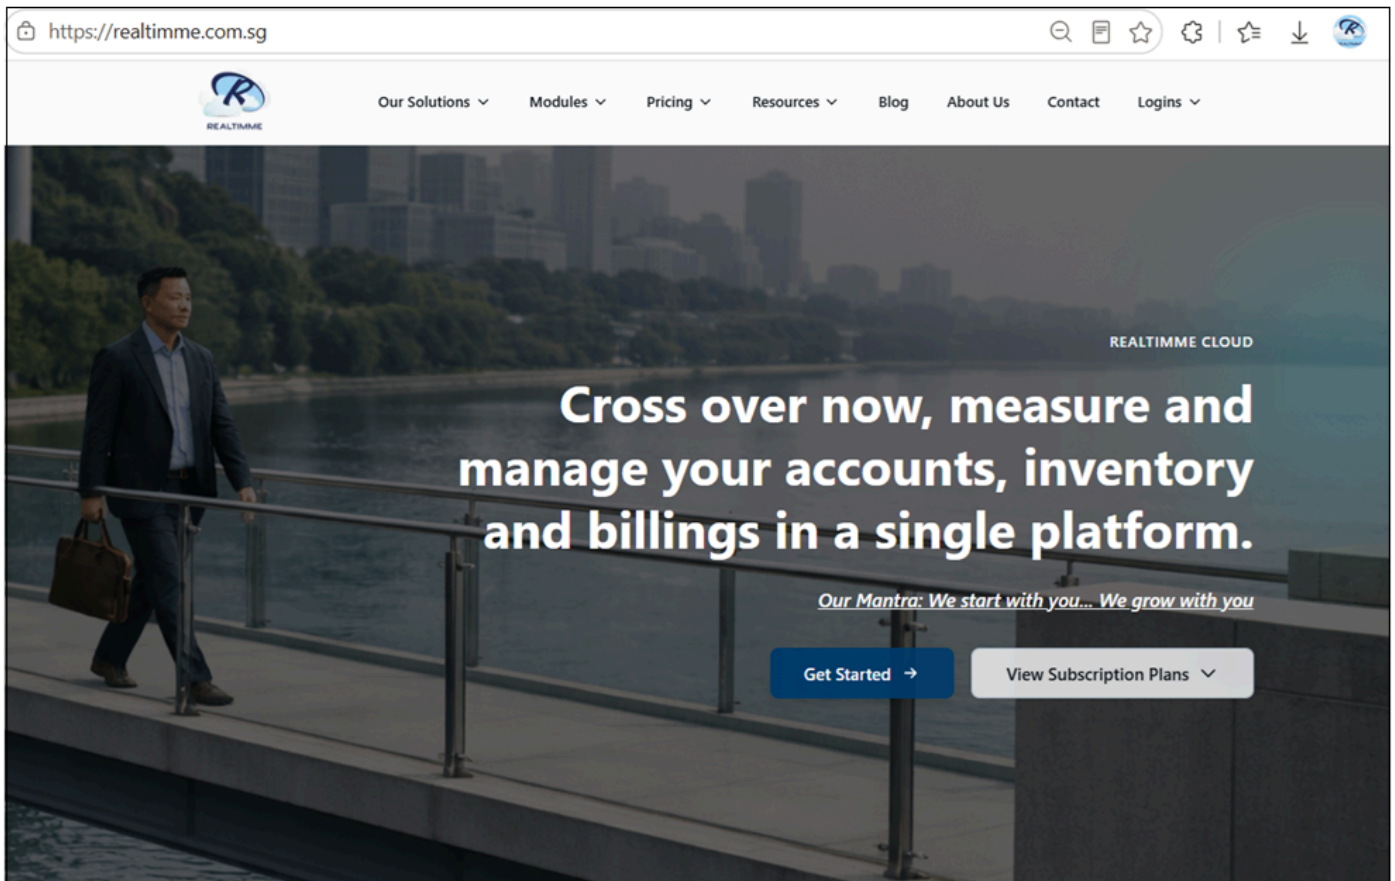 https://realtimme.com.sg
REALTIMME
Our Solutions
Modules
Pricing
Resources
Blog
About Us
Contact
Logins
REALTIMME CLOUD
Cross over now, measure and
manage your accounts, inventory
and billings in a single platform.
Our Mantra: We start with you... We grow with you
Get Started →
View Subscription Plans